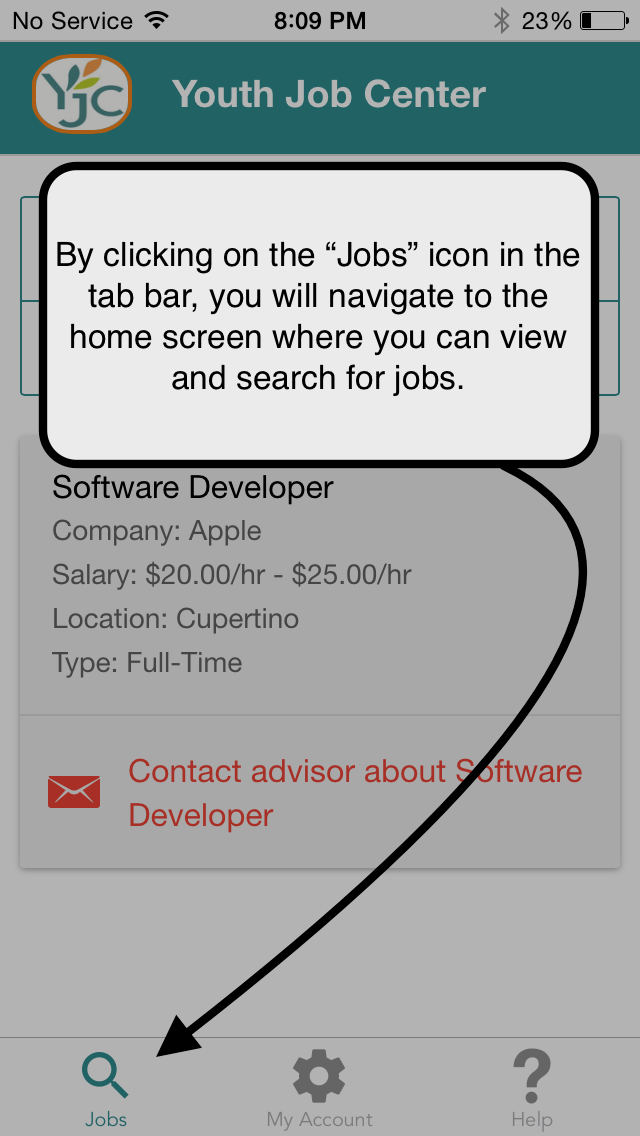 No Service 8:09 PM 23%
YJC Youth Job Center
By clicking on the “Jobs” icon in the
tab bar, you will navigate to the
home screen where you can view
and search for jobs.
Software Developer
Company: Apple
Salary: $20.00/hr - $25.00/hr
Location: Cupertino
Type: Full-Time
Contact advisor about Software
Developer
Jobs My Account Help